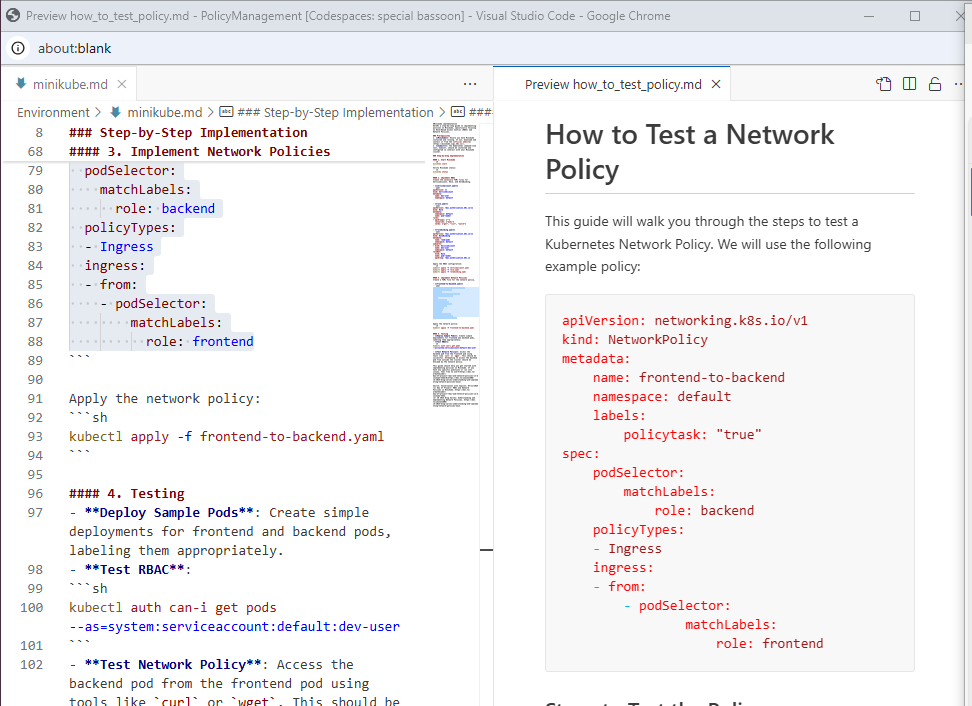 Preview how_to_test_policy.md - PolicyManagement [Codespaces: special bassoon] - Visual Studio Code - Google Chrome
about:blank
minikube.md
Environment > minikube.md > ### Step-by-Step Implementation > ###
8 ### Step-by-Step Implementation
68 #### 3. Implement Network Policies
79 podSelector:
80 matchLabels:
81 role: backend
82 policyTypes:
83 - Ingress
84 ingress:
85 - from:
86 - podSelector:
87 matchLabels:
88 role: frontend
89 ```
90
91 Apply the network policy:
92 ```sh
93 kubectl apply -f frontend-to-backend.yaml
94 ```
95
96 #### 4. Testing
97 - **Deploy Sample Pods**: Create simple
deployments for frontend and backend pods,
labeling them appropriately.
98 - **Test RBAC**:
99 ```sh
100 kubectl auth can-i get pods
--as=system:serviceaccount:default:dev-user
101 ```
102 - **Test Network Policy**: Access the
backend pod from the frontend pod using
tools like `curl` or `wget`. This should be
Preview how_to_test_policy.md
How to Test a Network
Policy
This guide will walk you through the steps to test a
Kubernetes Network Policy. We will use the following
example policy:
apiVersion: networking.k8s.io/v1
kind: NetworkPolicy
metadata:
name: frontend-to-backend
namespace: default
labels:
policytask: "true"
spec:
podSelector:
matchLabels:
role: backend
policyTypes:
- Ingress
ingress:
- from:
- podSelector:
matchLabels:
role: frontend